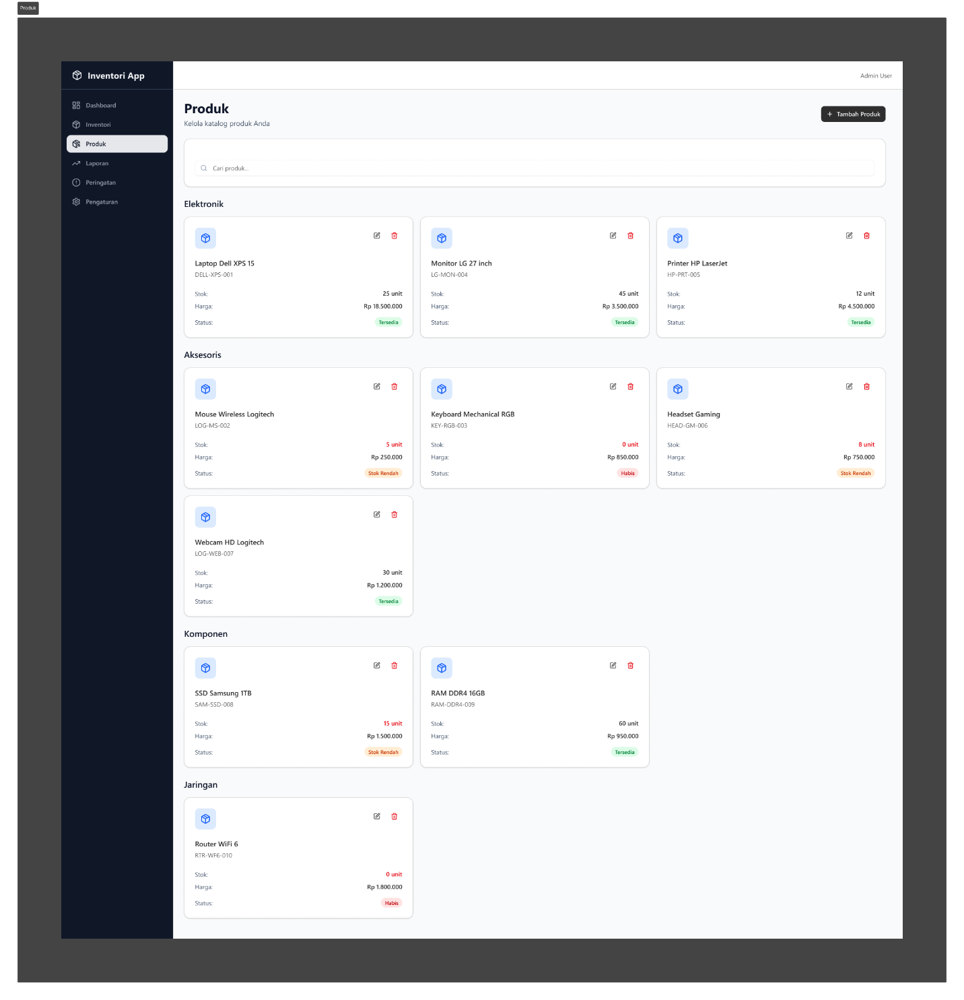 Produk
Inventori App
Admin User
Dashboard
Inventori
Produk
Laporan
Peringatan
Pengaturan
Produk
Kelola katalog produk Anda
+ Tambah Produk
Cari produk...
Elektronik
Laptop Dell XPS 15
DELL-XPS-001
Stok: 25 unit
Harga: Rp 18.500.000
Status: Tersedia
Monitor LG 27 inch
LG-MON-004
Stok: 45 unit
Harga: Rp 3.500.000
Status: Tersedia
Printer HP LaserJet
HP-PRT-005
Stok: 12 unit
Harga: Rp 4.500.000
Status: Tersedia
Aksesoris
Mouse Wireless Logitech
LOG-MS-002
Stok: 5 unit
Harga: Rp 250.000
Status: Stok Rendah
Keyboard Mechanical RGB
KEY-RGB-003
Stok: 0 unit
Harga: Rp 850.000
Status: Habis
Headset Gaming
HEAD-GM-006
Stok: 8 unit
Harga: Rp 750.000
Status: Stok Rendah
Webcam HD Logitech
LOG-WEB-007
Stok: 30 unit
Harga: Rp 1.200.000
Status: Tersedia
Komponen
SSD Samsung 1TB
SAM-SSD-008
Stok: 15 unit
Harga: Rp 1.500.000
Status: Stok Rendah
RAM DDR4 16GB
RAM-DDR4-009
Stok: 60 unit
Harga: Rp 950.000
Status: Tersedia
Jaringan
Router WiFi 6
RTR-WF6-010
Stok: 0 unit
Harga: Rp 1.800.000
Status: Habis